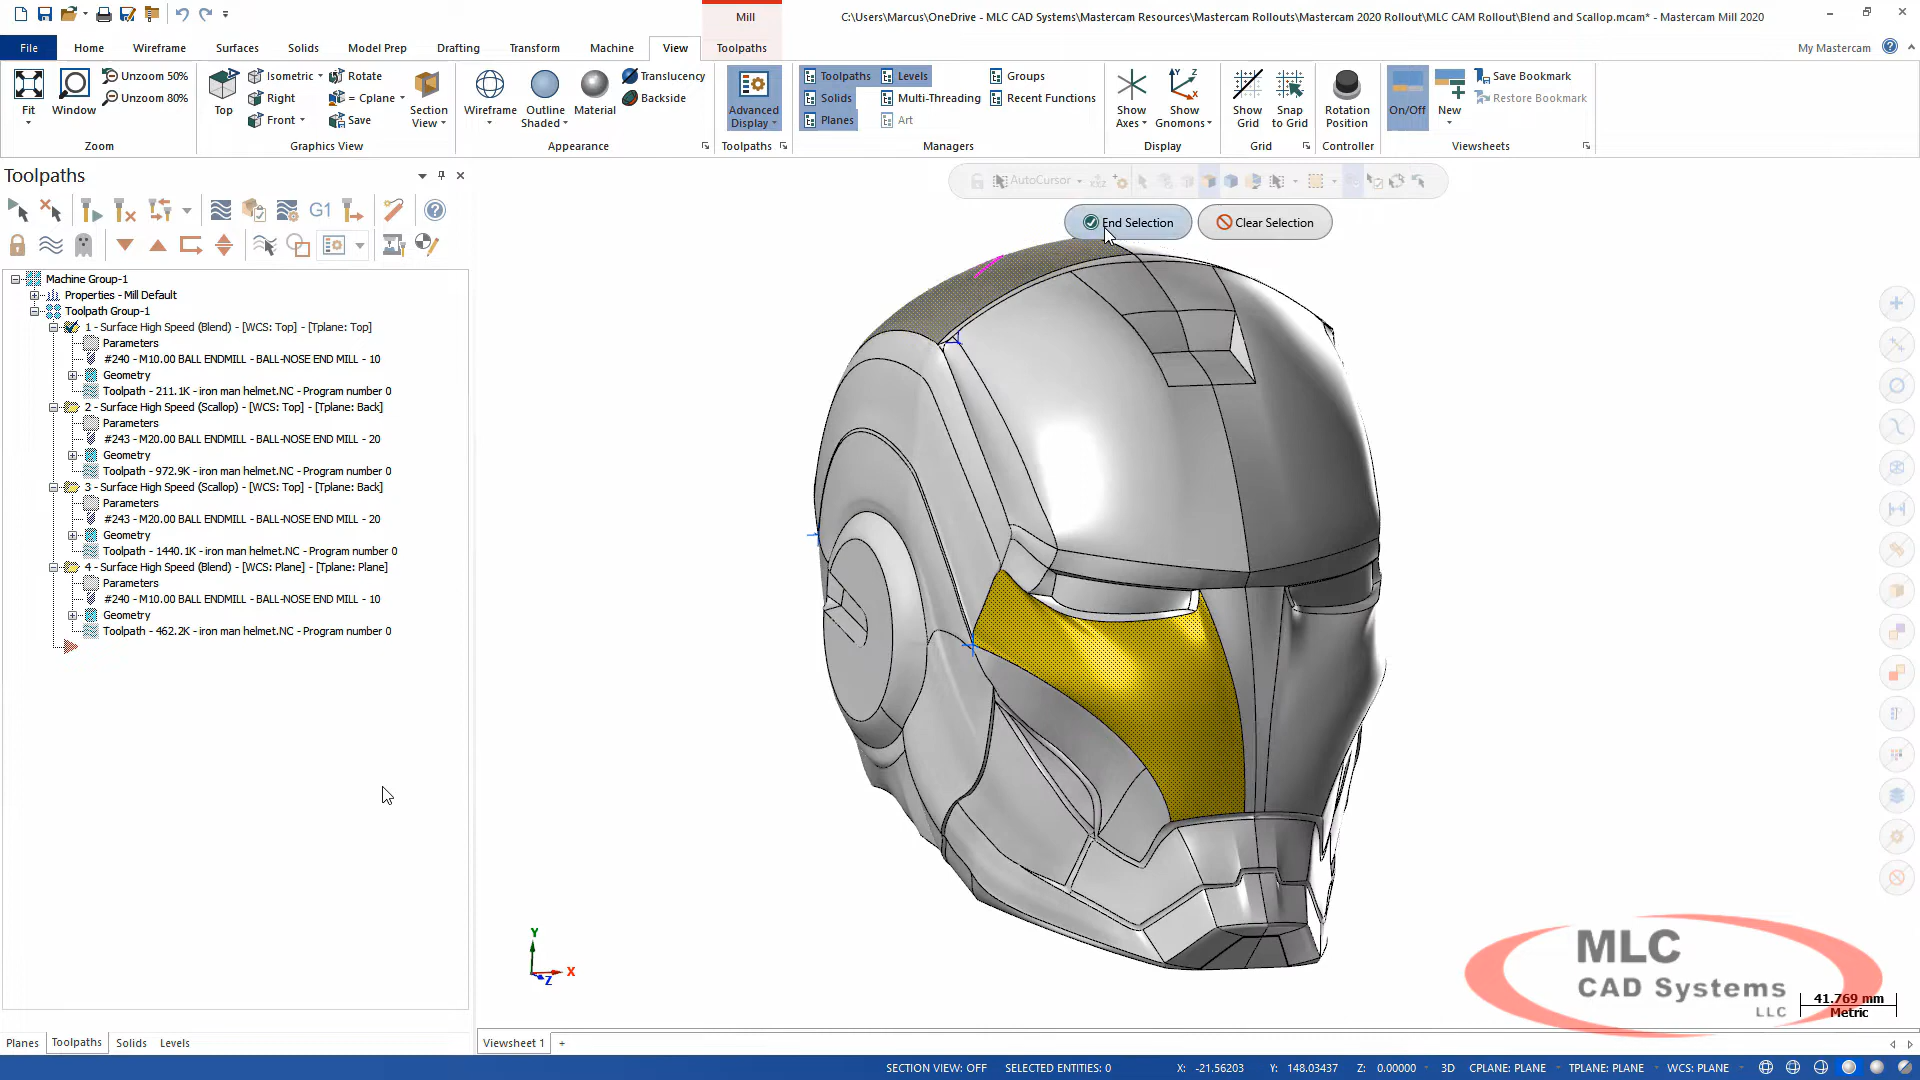 Mill
C:\Users\Marcus\OneDrive - MLC CAD Systems\Mastercam Resources\Mastercam Rollouts\Mastercam 2020 Rollout\MLC CAM Rollout\Blend and Scallop.mcam* - Mastercam Mill 2020
File Home Wireframe Surfaces Solids Model Prep Drafting Transform Machine View Toolpaths My Mastercam
Fit
Window
Unzoom 50%
Unzoom 80%
Zoom
Top
Isometric
Right
Front
Rotate
= Cplane
Save
Section
View
Graphics View
Wireframe
Outline
Shaded
Material
Translucency
Backside
Appearance
Advanced
Display
Toolpaths
Toolpaths
Solids
Planes
Levels
Multi-Threading
Art
Groups
Recent Functions
Managers
Show
Axes
Show
Gnomons
Display
Show
Grid
Snap
to Grid
Grid
Rotation
Position
Controller
On/Off
New
Save Bookmark
Restore Bookmark
Viewsheets
Toolpaths
AutoCursor
G1
End Selection
Clear Selection
Machine Group-1
Properties - Mill Default
Toolpath Group-1
1 - Surface High Speed (Blend) - [WCS: Top] - [Tplane: Top]
Parameters
#240 - M10.00 BALL ENDMILL - BALL-NOSE END MILL - 10
Geometry
Toolpath - 211.1K - iron man helmet.NC - Program number 0
2 - Surface High Speed (Scallop) - [WCS: Top] - [Tplane: Back]
Parameters
#243 - M20.00 BALL ENDMILL - BALL-NOSE END MILL - 20
Geometry
Toolpath - 972.9K - iron man helmet.NC - Program number 0
3 - Surface High Speed (Scallop) - [WCS: Top] - [Tplane: Back]
Parameters
#243 - M20.00 BALL ENDMILL - BALL-NOSE END MILL - 20
Geometry
Toolpath - 1440.1K - iron man helmet.NC - Program number 0
4 - Surface High Speed (Blend) - [WCS: Plane] - [Tplane: Plane]
Parameters
#240 - M10.00 BALL ENDMILL - BALL-NOSE END MILL - 10
Geometry
Toolpath - 462.2K - iron man helmet.NC - Program number 0
Y
X
Z
MLC
CAD Systems
LLC
41.769 mm
Metric
Planes Toolpaths Solids Levels
Viewsheet 1 +
SECTION VIEW: OFF SELECTED ENTITIES: 0 X: -21.56203 Y: 148.03437 Z: 0.00000 3D CPLANE: PLANE TPLANE: PLANE WCS: PLANE